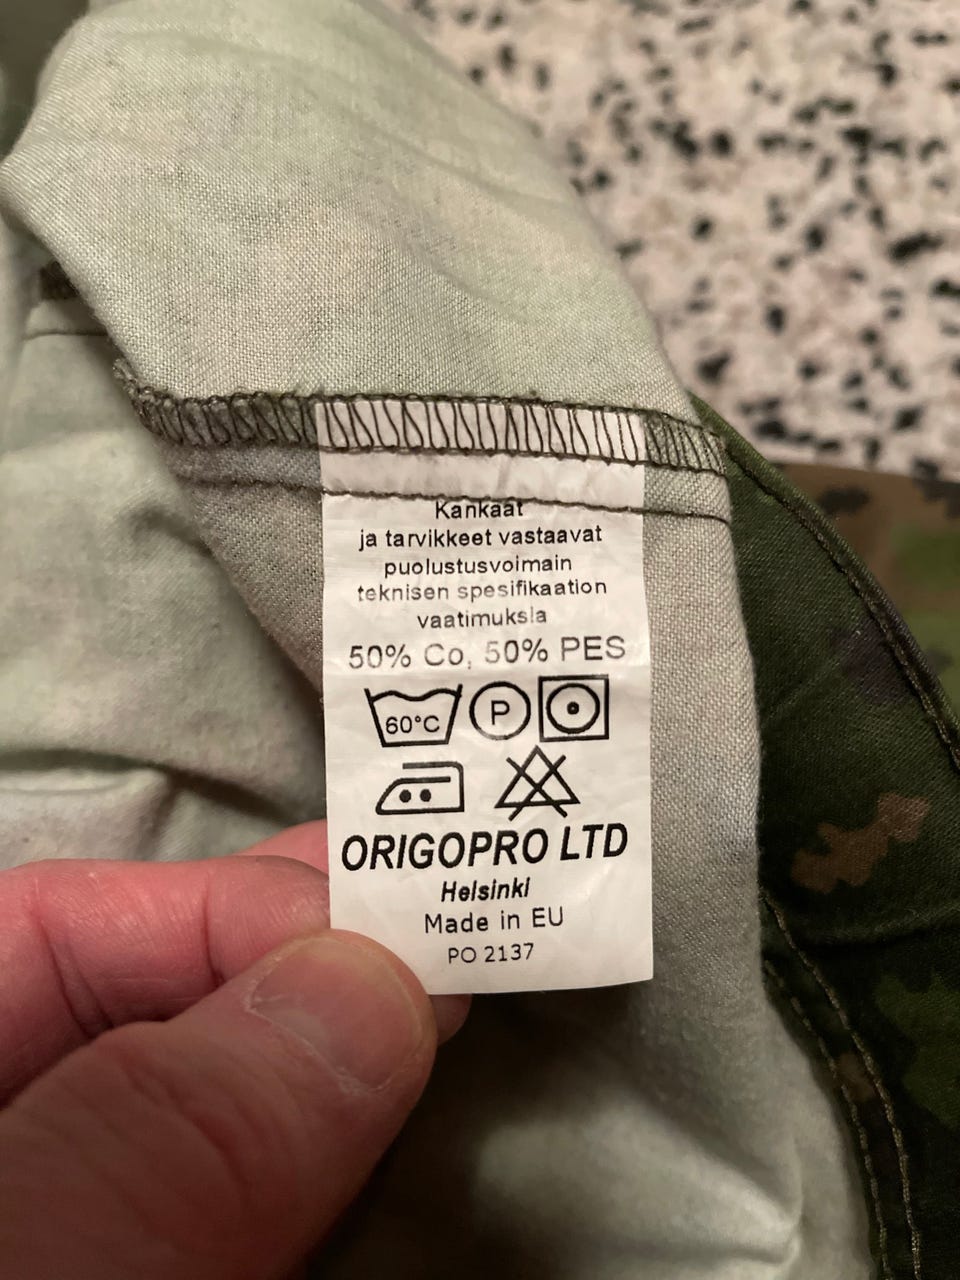 Kankaat
ja tarvikkeet vastaavat
puolustusvoimain
teknisen spesifikaation
vaatimuksia
50% Co, 50% PES
60°C P
ORIGOPRO LTD
Helsinki
Made in EU
PO 2137